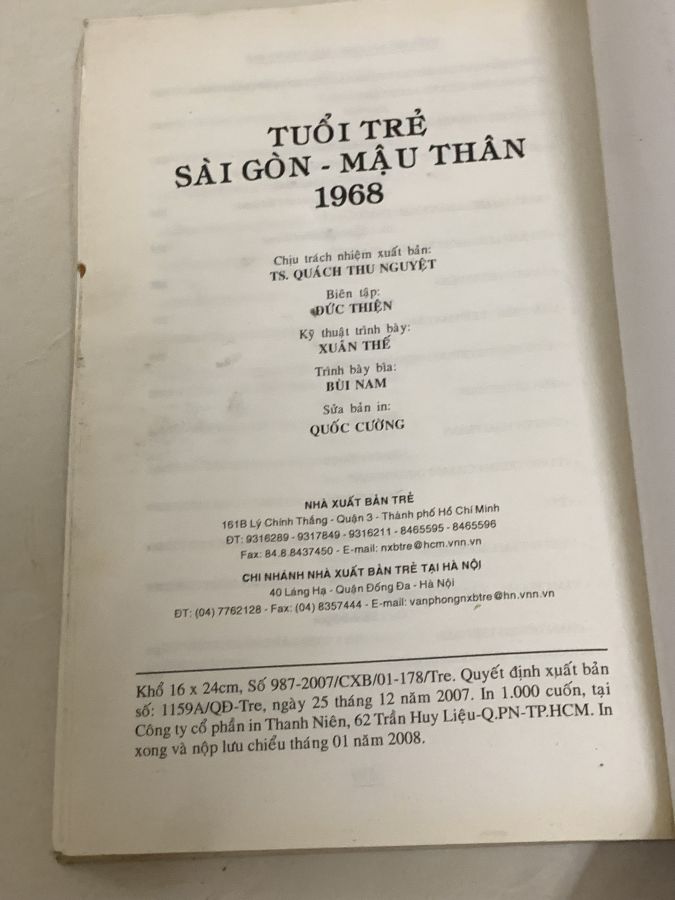 TUỔI TRẺ
SÀI GÒN - MẬU THÂN
1968
Chịu trách nhiệm xuất bản:
TS. QUÁCH THU NGUYỆT
Biên tập:
ĐỨC THIỆN
Kỹ thuật trình bày:
XUÂN THẾ
Trình bày bìa:
BÙI NAM
Sửa bản in:
QUỐC CƯỜNG
NHÀ XUẤT BẢN TRẺ
161B Lý Chính Thắng - Quận 3 - Thành phố Hồ Chí Minh
ĐT: 9316289 - 9317849 - 9316211 - 8465595 - 8465596
Fax: 84.8.8437450 - E-mail: nxbtre@hcm.vnn.vn
CHI NHÁNH NHÀ XUẤT BẢN TRẺ TẠI HÀ NỘI
40 Láng Hạ - Quận Đống Đa - Hà Nội
ĐT: (04) 7762128 - Fax: (04) 8357444 - E-mail: vanphongnxbtre@hn.vnn.vn
Khổ 16 x 24cm, Số 987-2007/CXB/01-178/Tre. Quyết định xuất bản
số: 1159A/QĐ-Tre, ngày 25 tháng 12 năm 2007. In 1.000 cuốn, tại
Công ty cổ phần in Thanh Niên, 62 Trần Huy Liệu-Q.PN-TP.HCM. In
xong và nộp lưu chiểu tháng 01 năm 2008.